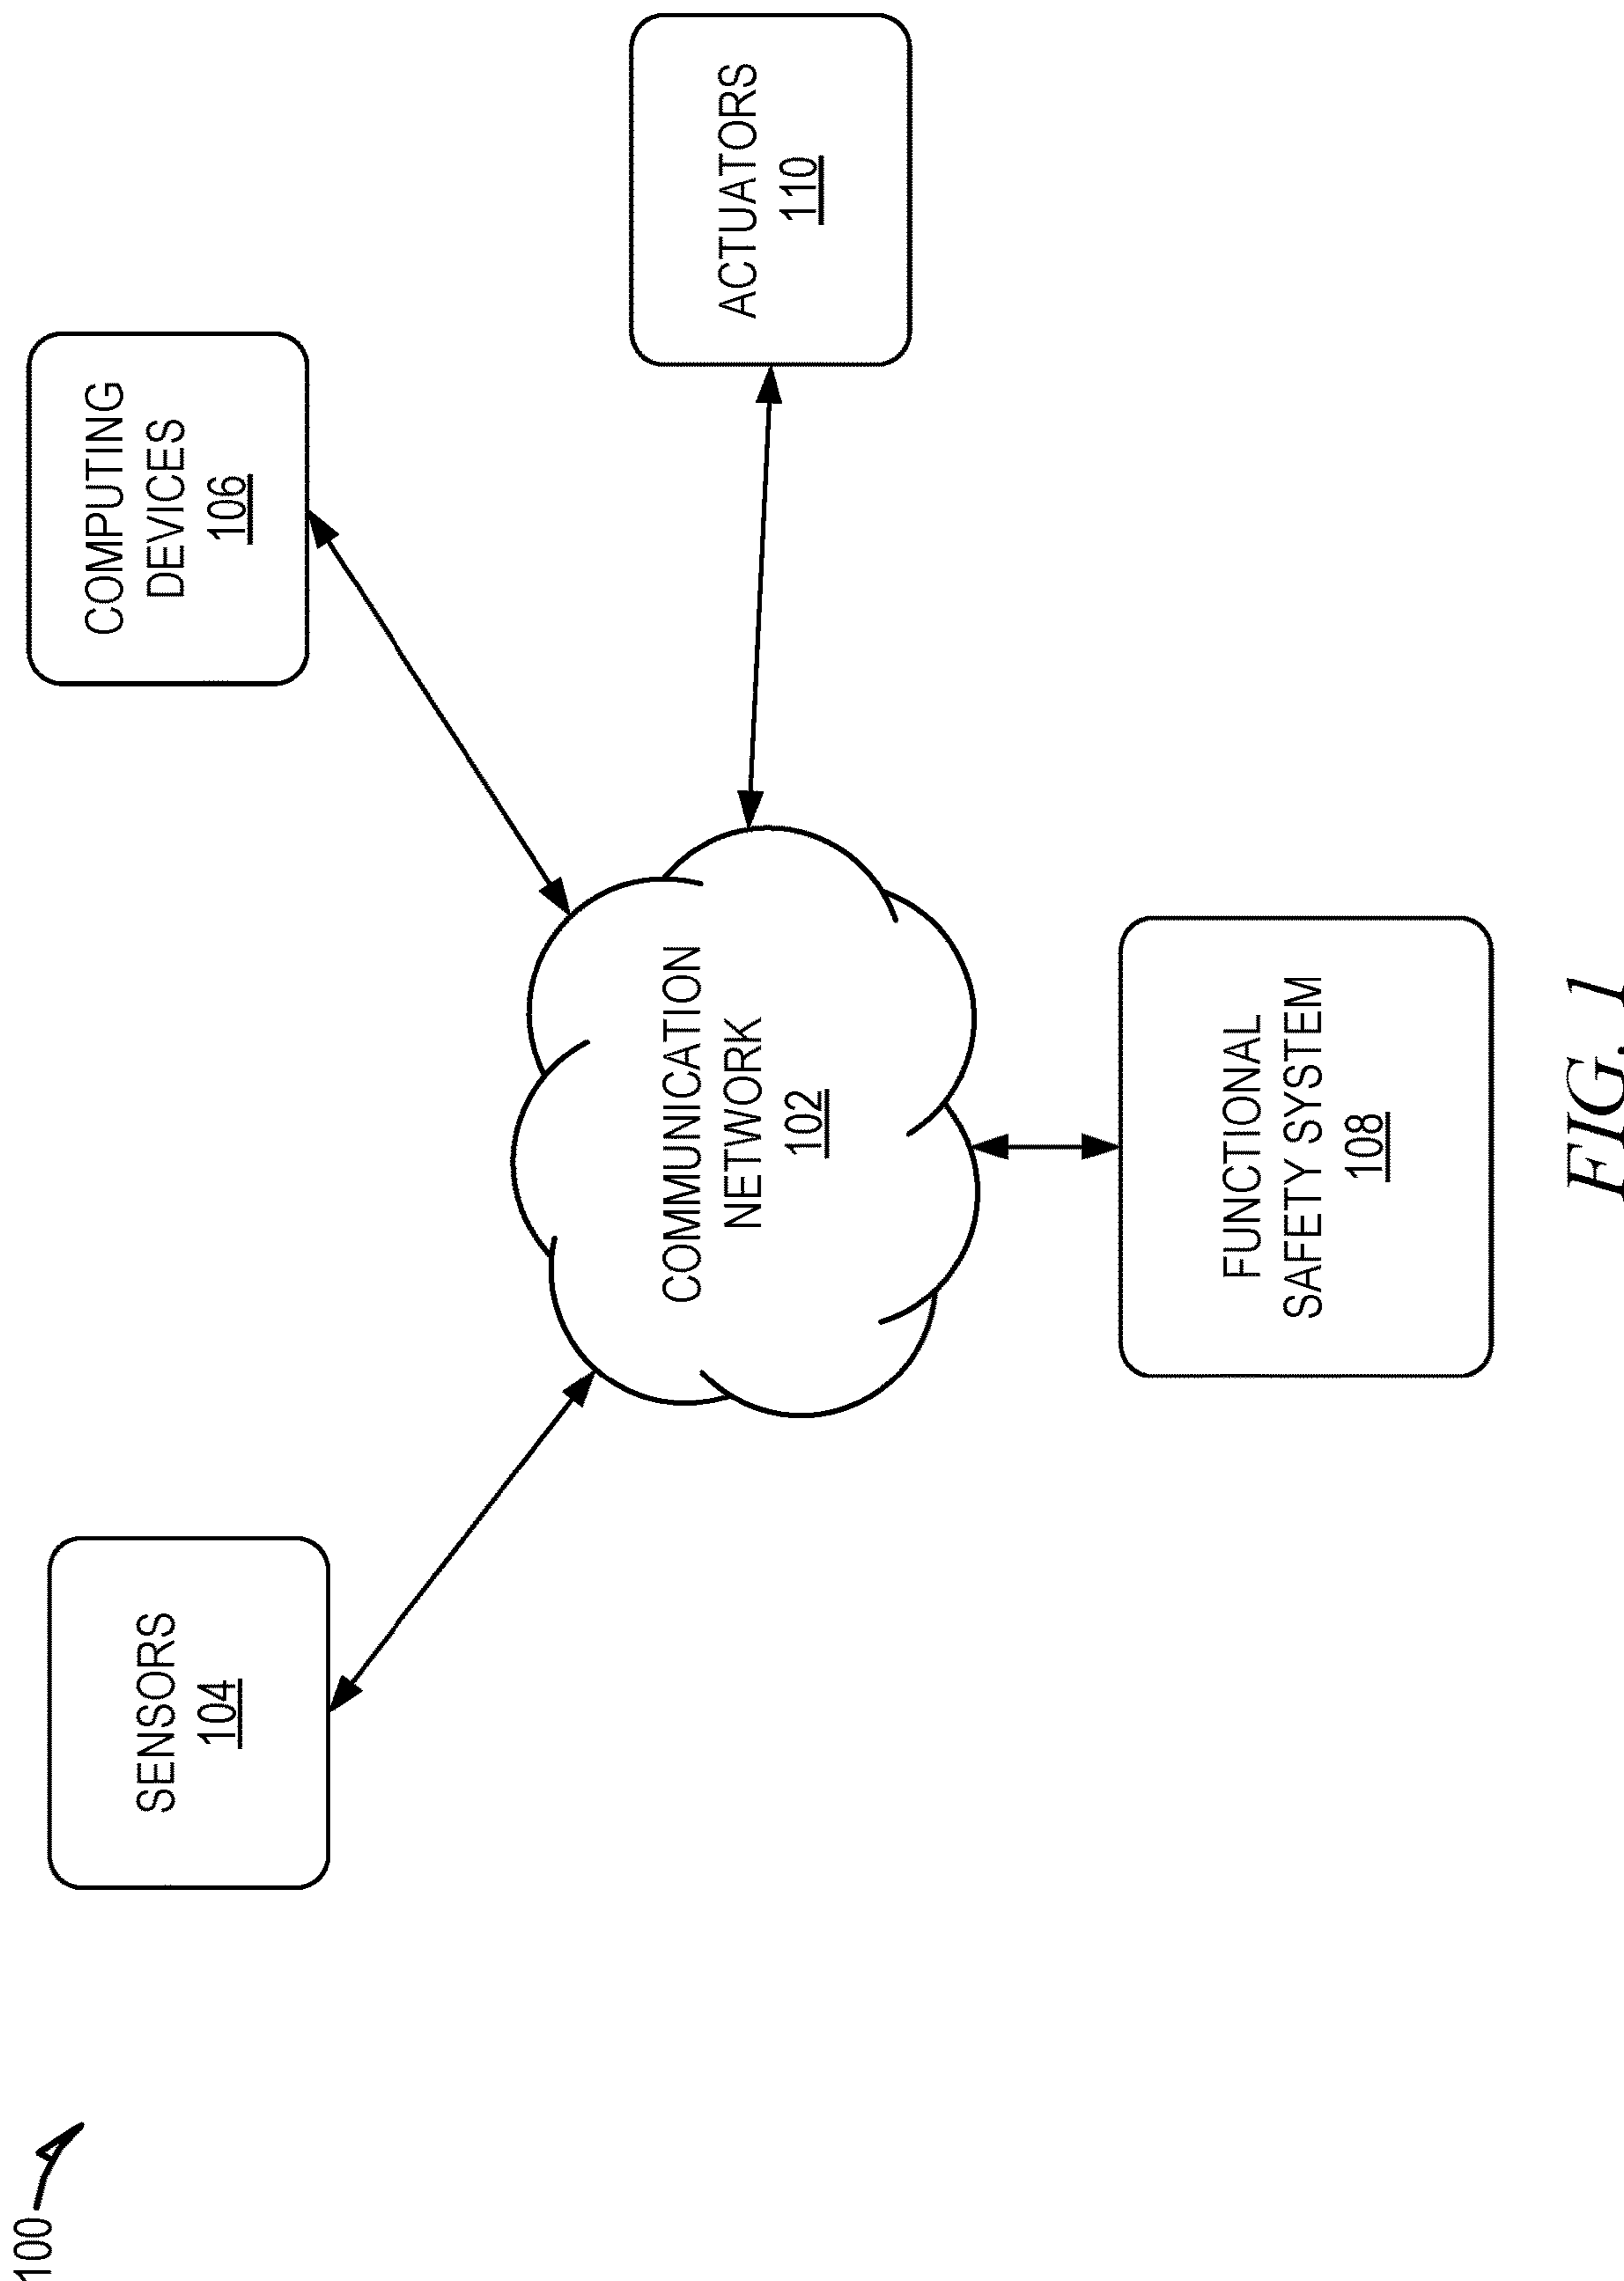 100
SENSORS
104
COMPUTING
DEVICES
106
COMMUNICATION
NETWORK
102
ACTUATORS
110
FUNCTIONAL
SAFETY SYSTEM
108
FIG. 1